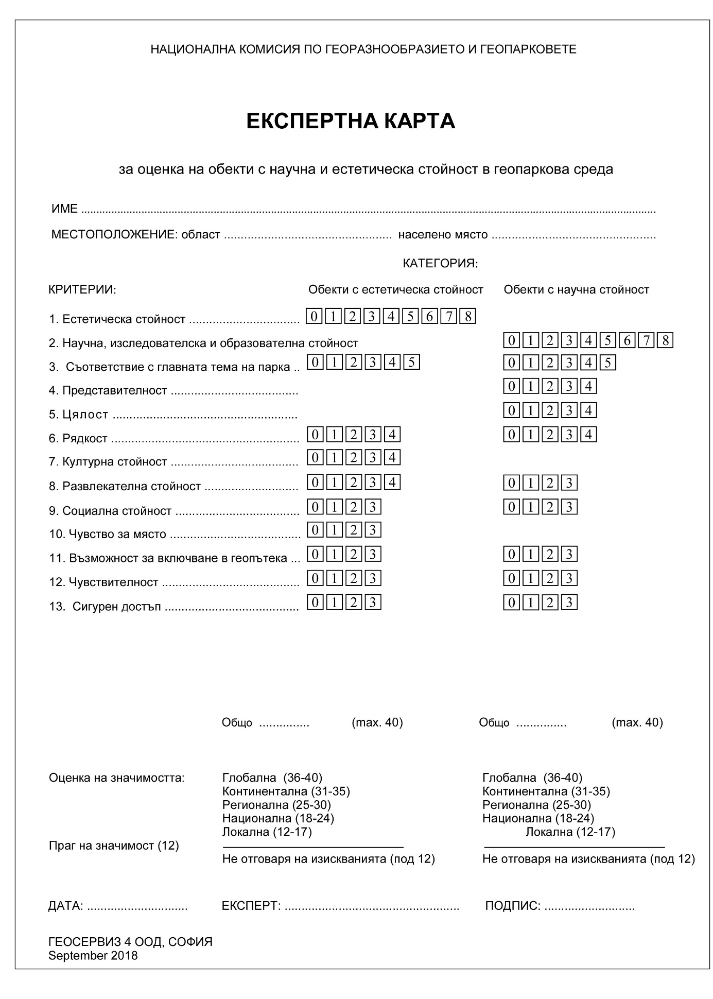 НАЦИОНАЛНА КОМИСИЯ ПО ГЕОРАЗНООБРАЗИЕТО И ГЕОПАРКОВЕТЕ
ЕКСПЕРТНА КАРТА
за оценка на обекти с научна и естетическа стойност в геопаркова среда
ИМЕ ................................................................................
МЕСТОПОЛОЖЕНИЕ: област .................................................. населено място .................................................
КАТЕГОРИЯ:
КРИТЕРИИ: Обекти с естетическа стойност Обекти с научна стойност
1. Естетическа стойност ................................. 0 1 2 3 4 5 6 7 8
2. Научна, изследователска и образователна стойност 0 1 2 3 4 5 6 7 8
3. Съответствие с главната тема на парка .. 0 1 2 3 4 5 0 1 2 3 4 5
4. Представителност ...................................... 0 1 2 3 4
5. Цялост ....................................................... 0 1 2 3 4
6. Рядкост ........................................................ 0 1 2 3 4 0 1 2 3 4
7. Културна стойност ...................................... 0 1 2 3 4
8. Развлекателна стойност ............................ 0 1 2 3 4 0 1 2 3
9. Социална стойност ..................................... 0 1 2 3 0 1 2 3
10. Чувство за място ....................................... 0 1 2 3
11. Възможност за включване в геопътека ... 0 1 2 3 0 1 2 3
12. Чувствителност ......................................... 0 1 2 3 0 1 2 3
13. Сигурен достъп ........................................ 0 1 2 3 0 1 2 3
Общо ............... (max. 40) Общо ............... (max. 40)
Оценка на значимостта: Глобална (36-40) Глобална (36-40)
Континентална (31-35) Континентална (31-35)
Регионална (25-30) Регионална (25-30)
Национална (18-24) Национална (18-24)
Локална (12-17) Локална (12-17)
Праг на значимост (12)
Не отговаря на изискванията (под 12) Не отговаря на изискванията (под 12)
ДАТА: .............................. ЕКСПЕРТ: .................................................... ПОДПИС: ...........................
ГЕОСЕРВИЗ 4 ООД, СОФИЯ
September 2018